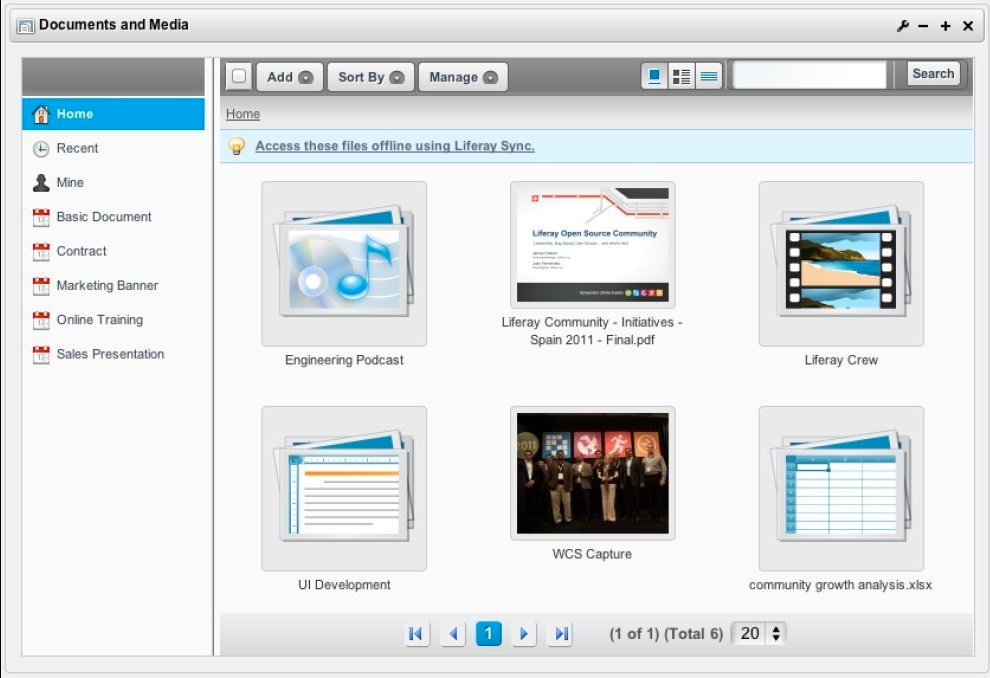 Documents and Media
Add
Sort By
Manage
Search
Home
Recent
Mine
Basic Document
Contract
Marketing Banner
Online Training
Sales Presentation
Home
Access these files offline using Liferay Sync.
Liferay Open Source Community
Engineering Podcast
Liferay Community - Initiatives -
Spain 2011 - Final.pdf
Liferay Crew
2011
UI Development
WCS Capture
community growth analysis.xlsx
1
(1 of 1) (Total 6)
20